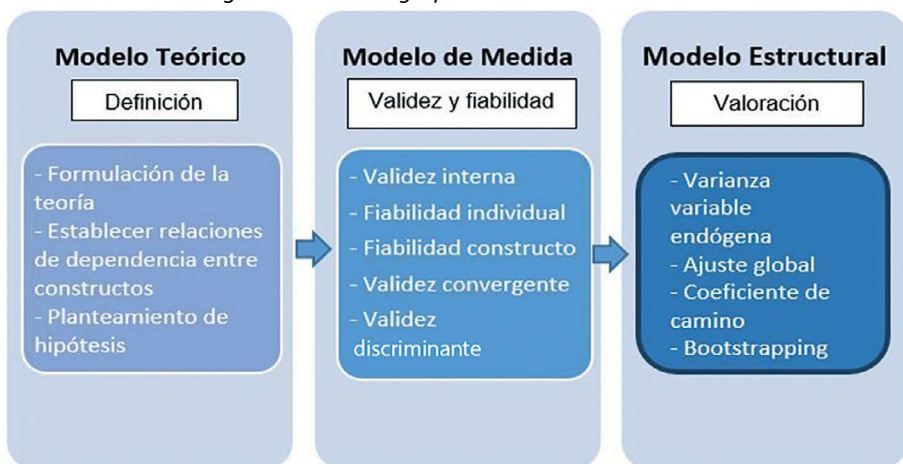 Modelo Teórico
Definición
- Formulación de la
teoría
- Establecer relaciones
de dependencia entre
constructos
- Planteamiento de
hipótesis
Modelo de Medida
Validez y fiabilidad
- Validez interna
- Fiabilidad individual
- Fiabilidad constructo
- Validez convergente
- Validez
discriminante
Modelo Estructural
Valoración
- Varianza
variable
endógena
- Ajuste global
- Coeficiente de
camino
- Bootstrapping